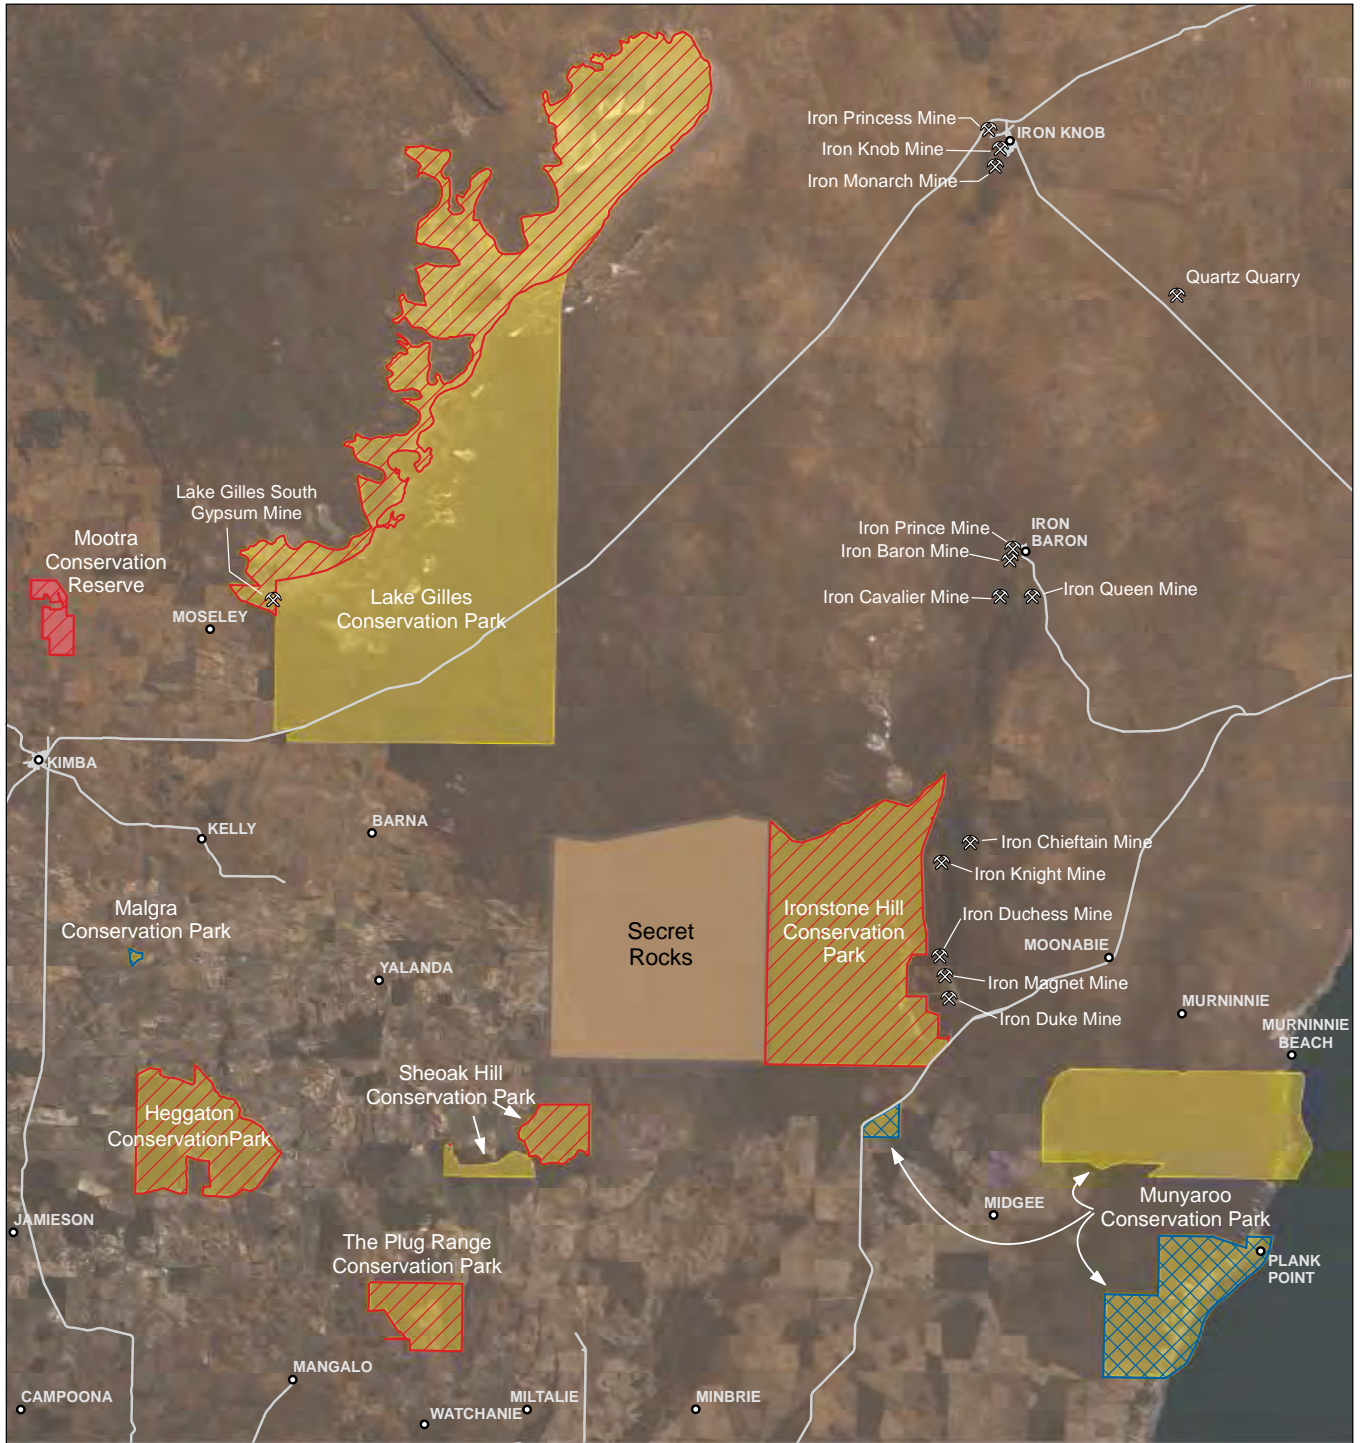 Iron Princess Mine
IRON KNOB
Iron Knob Mine
Iron Monarch Mine
Quartz Quarry
Lake Gilles South
Gypsum Mine
Mootra
Conservation
Reserve
MOSELEY
Lake Gilles
Conservation Park
Iron Prince Mine
IRON
BARON
Iron Baron Mine
Iron Cavalier Mine
Iron Queen Mine
KIMBA
KELLY
BARNA
Iron Chieftain Mine
Iron Knight Mine
Malgra
Conservation Park
Secret
Rocks
Ironstone Hill
Conservation
Park
Iron Duchess Mine
MOONABIE
YALANDA
Iron Magnet Mine
Iron Duke Mine
MURNINNIE
MURNINNIE
BEACH
Sheoak Hill
Conservation Park
Heggaton
ConservationPark
MIDGEE
Munyaroo
Conservation Park
JAMIESON
The Plug Range
Conservation Park
PLANK
POINT
MANGALO
CAMPOONA
WATCHANIE
MILTALIE
MINBRIE